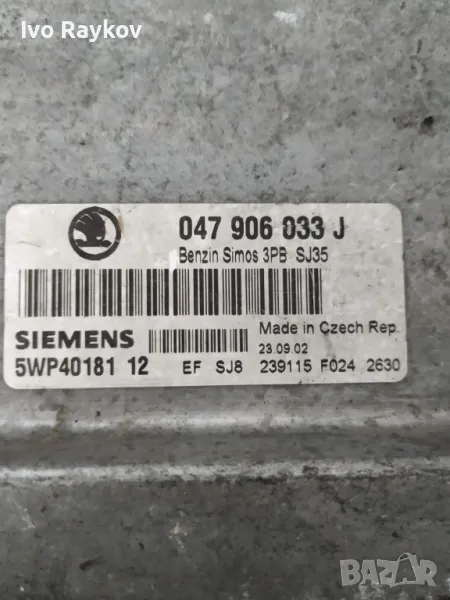 Ivo Raykov
047 906 033 J
Benzin Simos 3PB SJ35
SIEMENS
Made in Czech Rep.
23.09.02
5WP40181 12 EF SJ8 239115 F024 2630
BAZAR